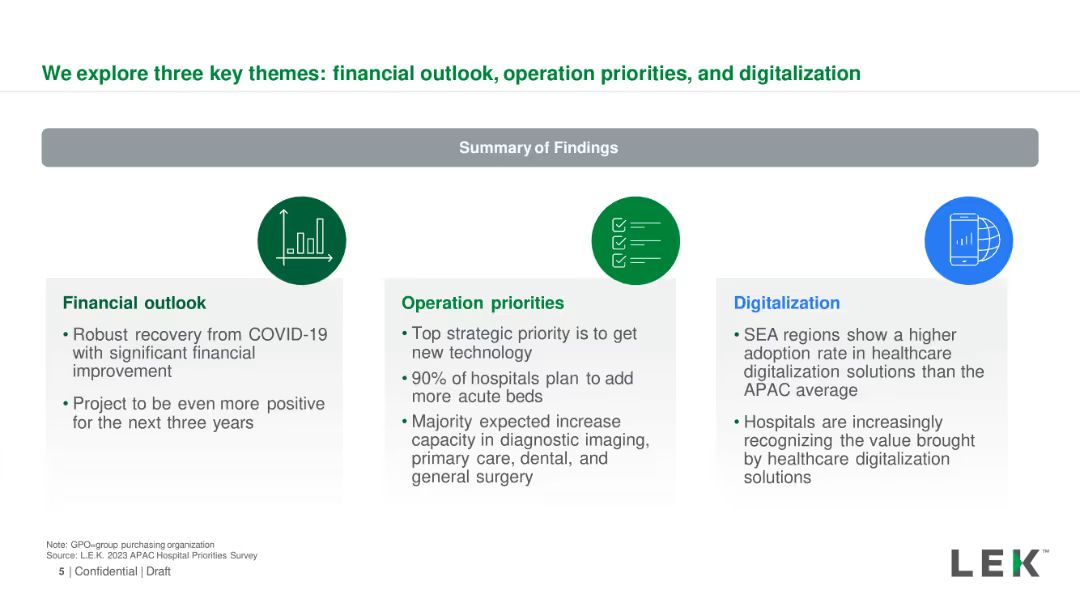 We explore three key themes: financial outlook, operation priorities, and digitalization
Summary of Findings
Financial outlook
• Robust recovery from COVID-19
with significant financial
improvement
• Project to be even more positive
for the next three years
Operation priorities
• Top strategic priority is to get
new technology
• 90% of hospitals plan to add
more acute beds
• Majority expected increase
capacity in diagnostic imaging,
primary care, dental, and
general surgery
Digitalization
• SEA regions show a higher
adoption rate in healthcare
digitalization solutions than the
APAC average
• Hospitals are increasingly
recognizing the value brought
by healthcare digitalization
solutions
Note: GPO=group purchasing organization
Source: L.E.K. 2023 APAC Hospital Priorities Survey
5 | Confidential | Draft
LEK™